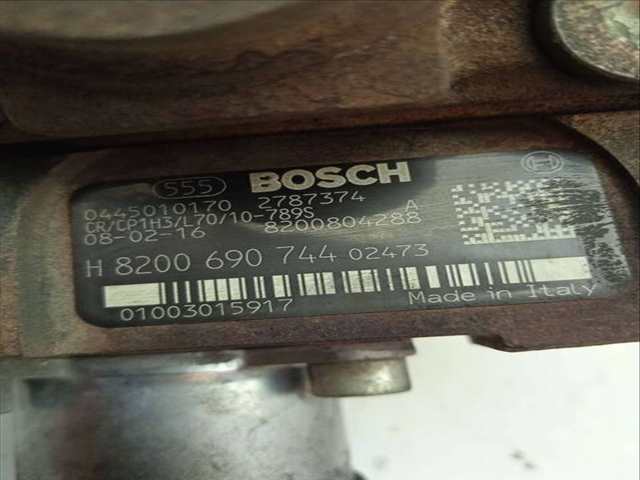 555 BOSCH
0445010170 2787374
CR/CP1H3/L70/10-789S A
08-02-16 8200804288
H 8200 690 744 02473
01003015917 Made in Italy